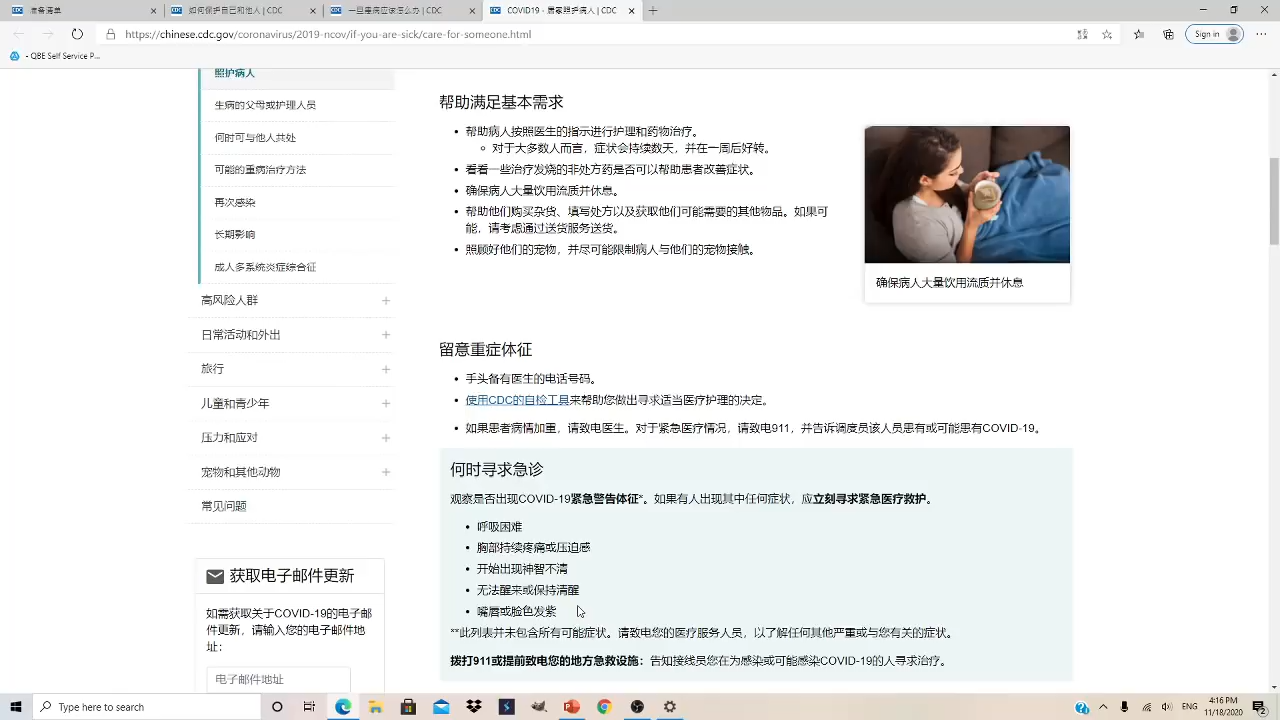 准备清单
如何保护自己和他人 | CDC
一旦患病应该怎么办 | CDC
COVID19 - 居家照护病人 | CDC
https://chinese.cdc.gov/coronavirus/2019-ncov/if-you-are-sick/care-for-someone.html
Sign in
- QBE Self Service P...
照护病人
生病的父母或护理人员
何时可与他人共处
可能的重病治疗方法
再次感染
长期影响
成人多系统炎症综合征
高风险人群
日常活动和外出
旅行
儿童和青少年
压力和应对
宠物和其他动物
常见问题
获取电子邮件更新
如需获取关于COVID-19的电子邮
件更新，请输入您的电子邮件地
址：
电子邮件地址
帮助满足基本需求
帮助病人按照医生的指示进行护理和药物治疗。
对于大多数人而言，症状会持续数天，并在一周后好转。
看看一些治疗发烧的非处方药是否可以帮助患者改善症状。
确保病人大量饮用流质并休息。
帮助他们购买杂货、填写处方以及获取他们可能需要的其他物品。如果可
能，请考虑通过送货服务送货。
照顾好他们的宠物，并尽可能限制病人与他们的宠物接触。
确保病人大量饮用流质并休息
留意重症体征
手头备有医生的电话号码。
使用CDC的自检工具来帮助您做出寻求适当医疗护理的决定。
如果患者病情加重，请致电医生。对于紧急医疗情况，请致电911，并告诉调度员该人员患有或可能患有COVID-19。
何时寻求急诊
观察是否出现COVID-19紧急警告体征*。如果有人出现其中任何症状，应立刻寻求紧急医疗救护。
呼吸困难
胸部持续疼痛或压迫感
开始出现神智不清
无法醒来或保持清醒
嘴唇或脸色发紫
**此列表并未包含所有可能症状。请致电您的医疗服务人员，以了解任何其他严重或与您有关的症状。
拨打911或提前致电您的地方急救设施：告知接线员您在为感染或可能感染COVID-19的人寻求治疗。
Type here to search
ENG
4:16 PM
11/18/2020